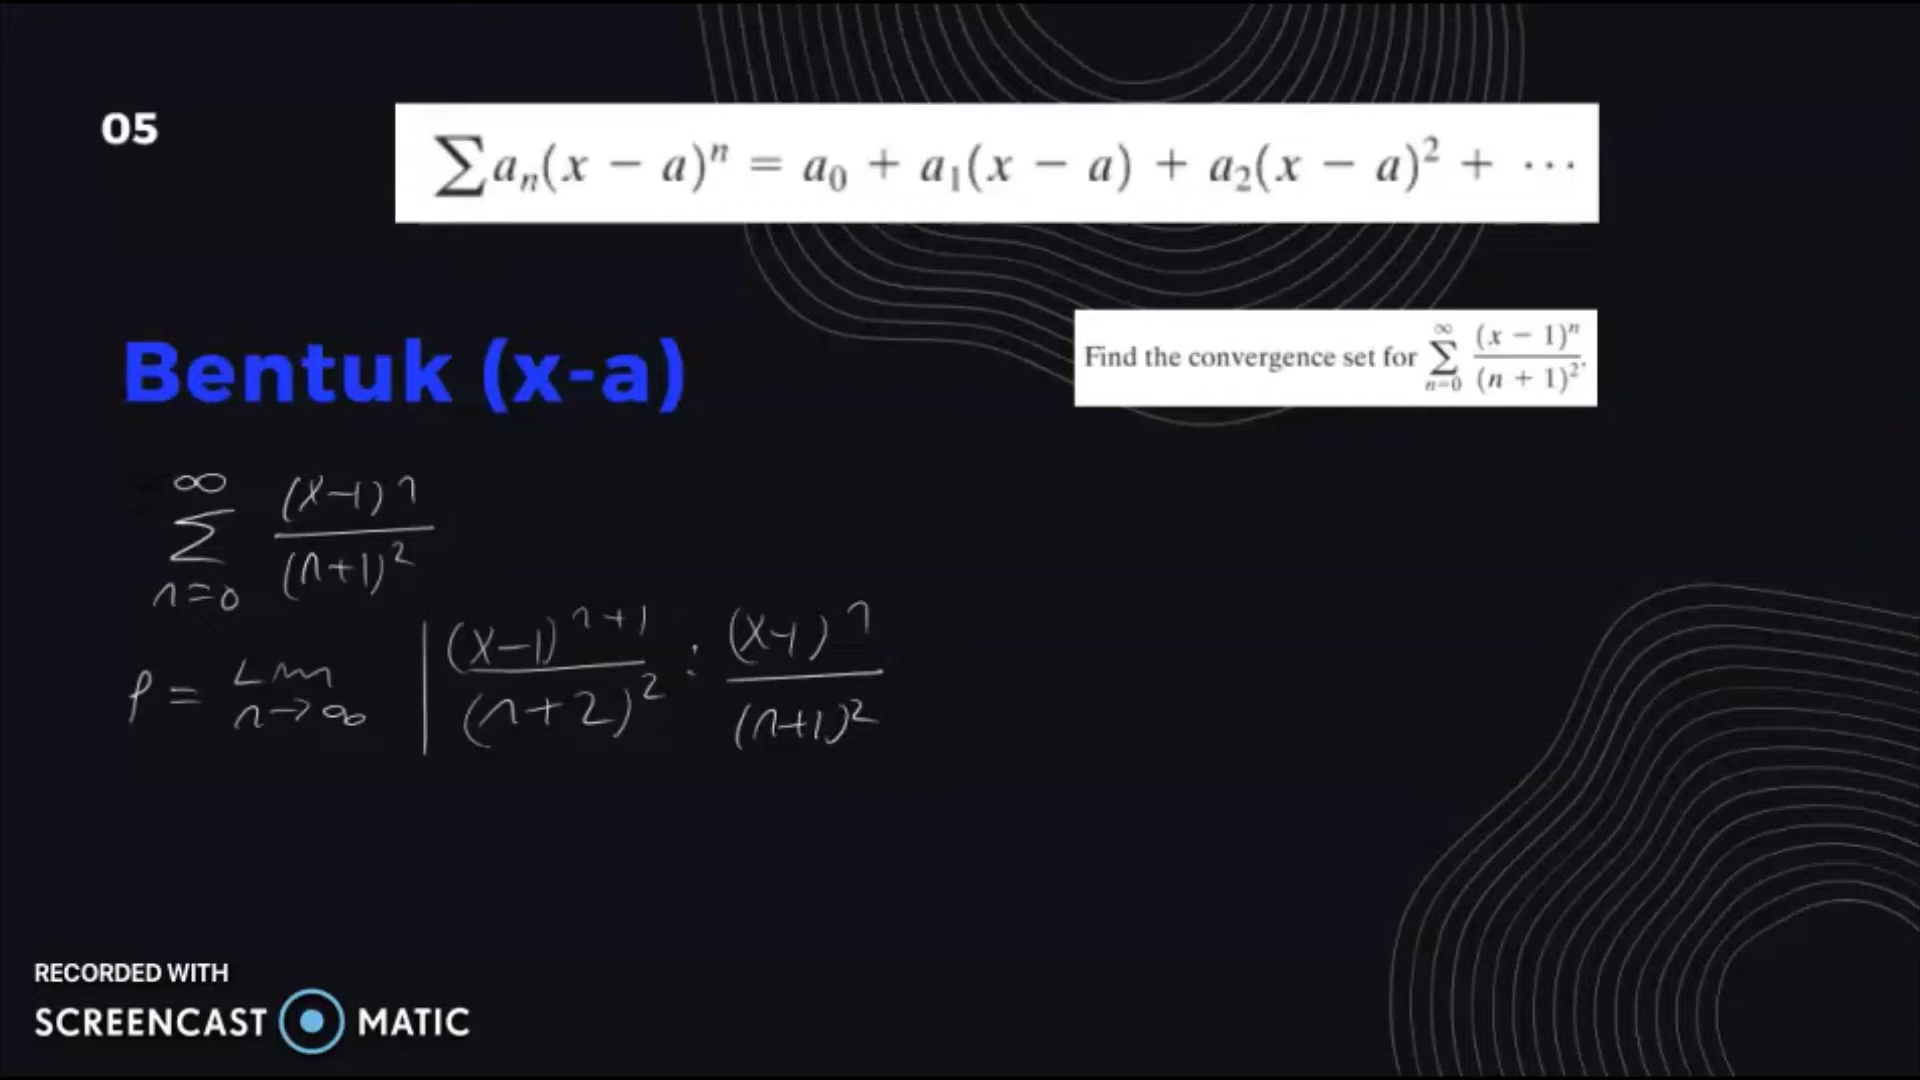 05
∑aₙ(x − a)ⁿ = a₀ + a₁(x − a) + a₂(x − a)² + ···
Bentuk (x-a)
Find the convergence set for ∞ ∑ n=0 (x − 1)ⁿ / (n + 1)².
∞ ∑ n=0 (x-1)ⁿ / (n+1)²
ρ = Lim n→∞ | (x-1)ⁿ⁺¹ / (n+2)² : (x-1)ⁿ / (n+1)²
RECORDED WITH
SCREENCAST MATIC